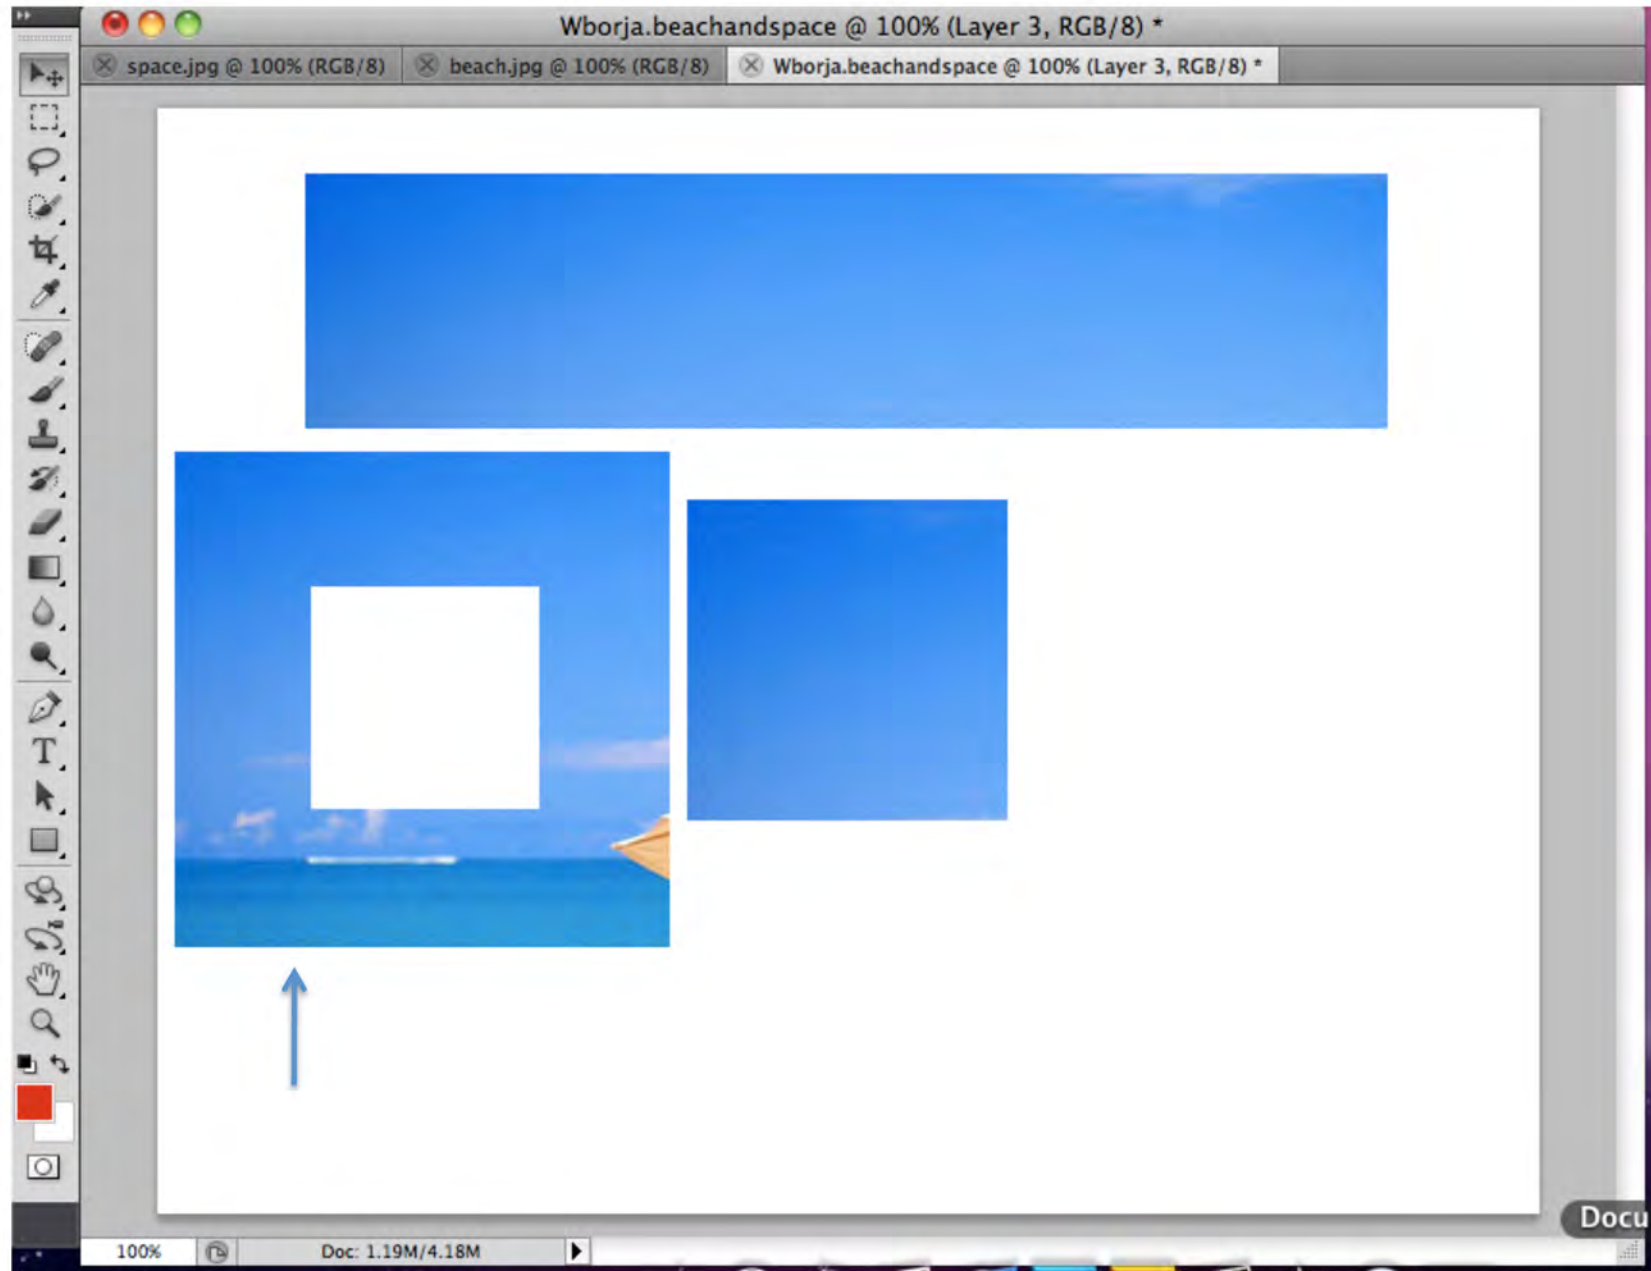 Wborja.beachandspace @ 100% (Layer 3, RGB/8) *
space.jpg @ 100% (RGB/8)
beach.jpg @ 100% (RGB/8)
Wborja.beachandspace @ 100% (Layer 3, RGB/8) *
T
Docu
100%
Doc: 1.19M/4.18M